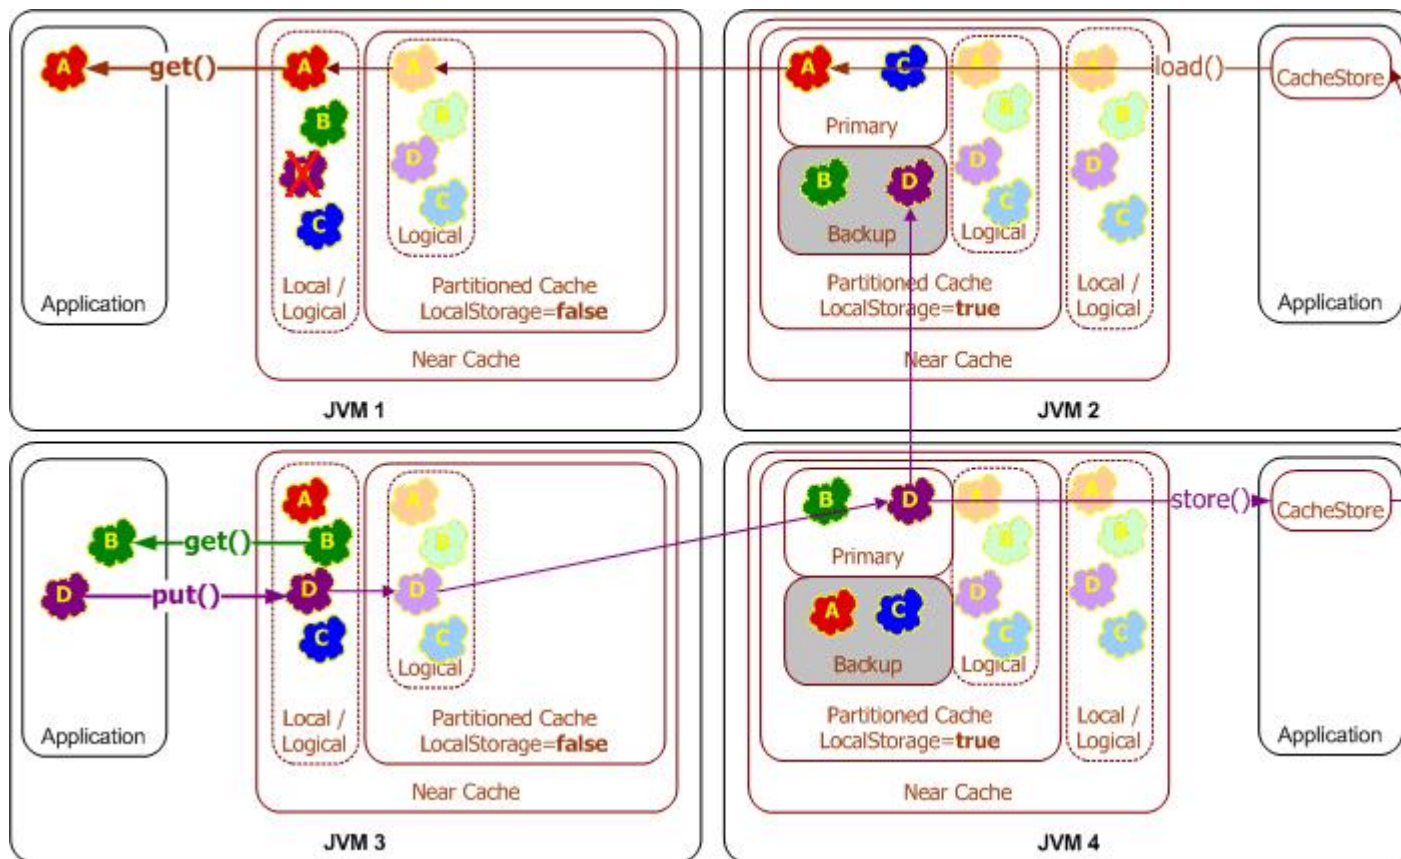 A get() A A A C A load() CacheStore
B B B B
Primary
D D D
B D
C C C C
Logical Backup Logical
Application Local / Logical Partitioned Cache LocalStorage=false Partitioned Cache LocalStorage=true Local / Logical Application
Near Cache Near Cache
JVM 1 JVM 2
A A B D A A store() CacheStore
B get() B B B B
Primary
D put() D D D D
A C
C C C C
Logical Backup Logical
Application Local / Logical Partitioned Cache LocalStorage=false Partitioned Cache LocalStorage=true Local / Logical Application
Near Cache Near Cache
JVM 3 JVM 4